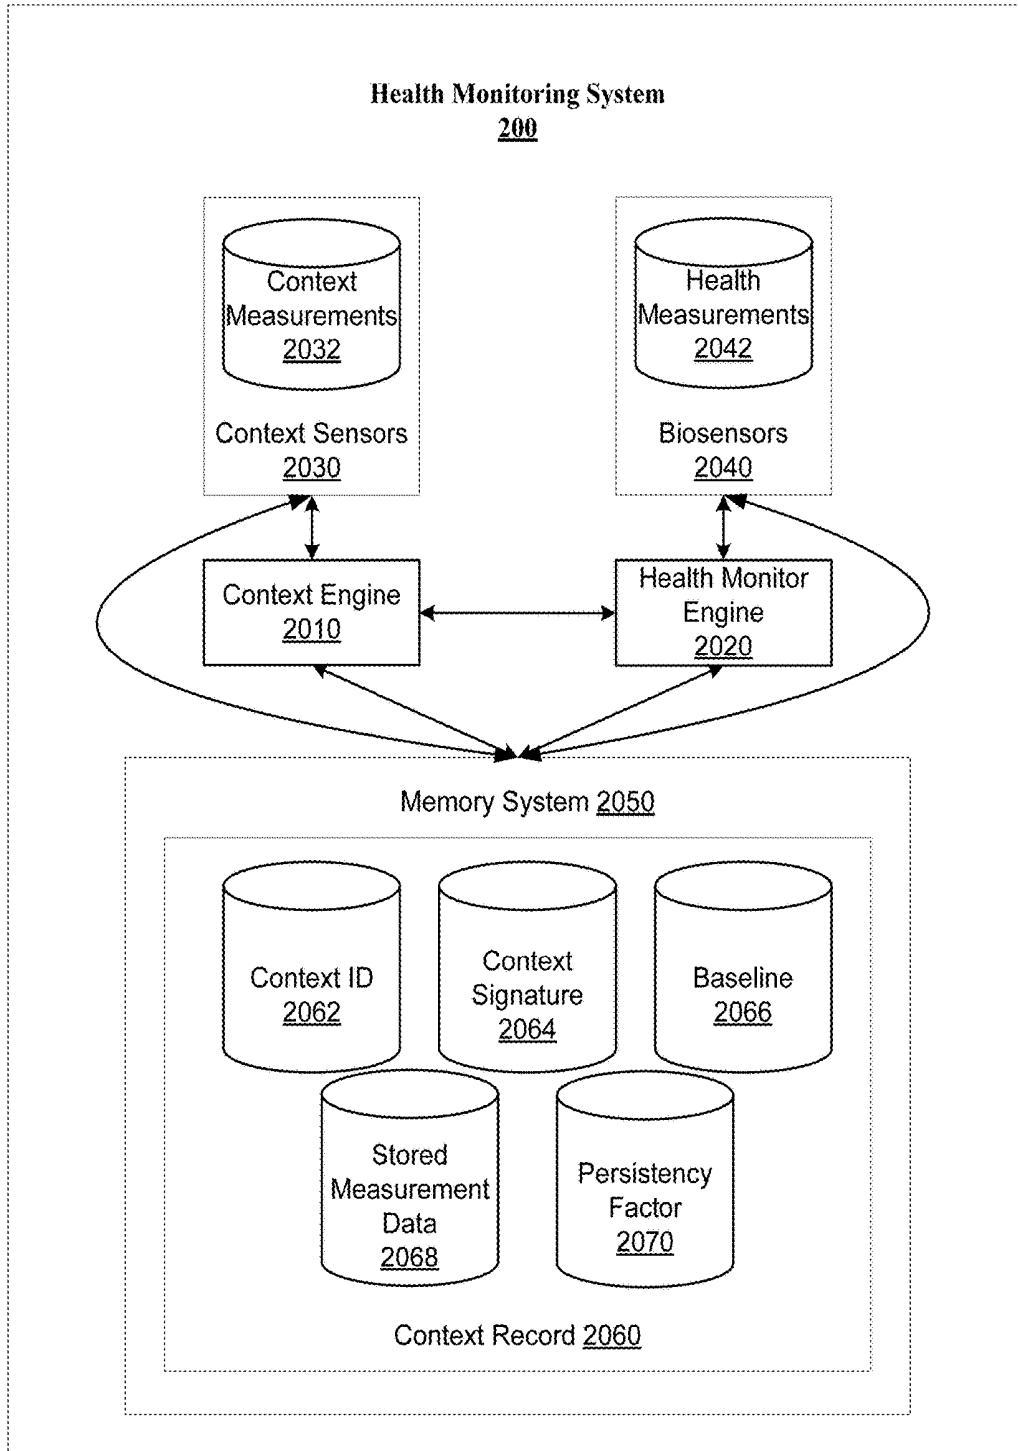 Health Monitoring System
200
Context
Measurements
2032
Context Sensors
2030
Health
Measurements
2042
Biosensors
2040
Context Engine
2010
Health Monitor
Engine
2020
Memory System 2050
Context ID
2062
Context
Signature
2064
Baseline
2066
Stored
Measurement
Data
2068
Persistency
Factor
2070
Context Record 2060